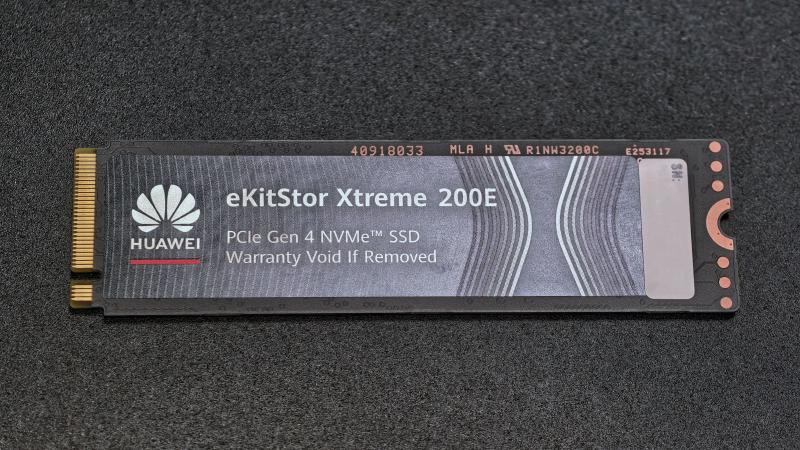 40918033 MLA H R1NW3200C E253117
SN:
eKitStor Xtreme 200E
HUAWEI
PCIe Gen 4 NVMe™ SSD
Warranty Void If Removed